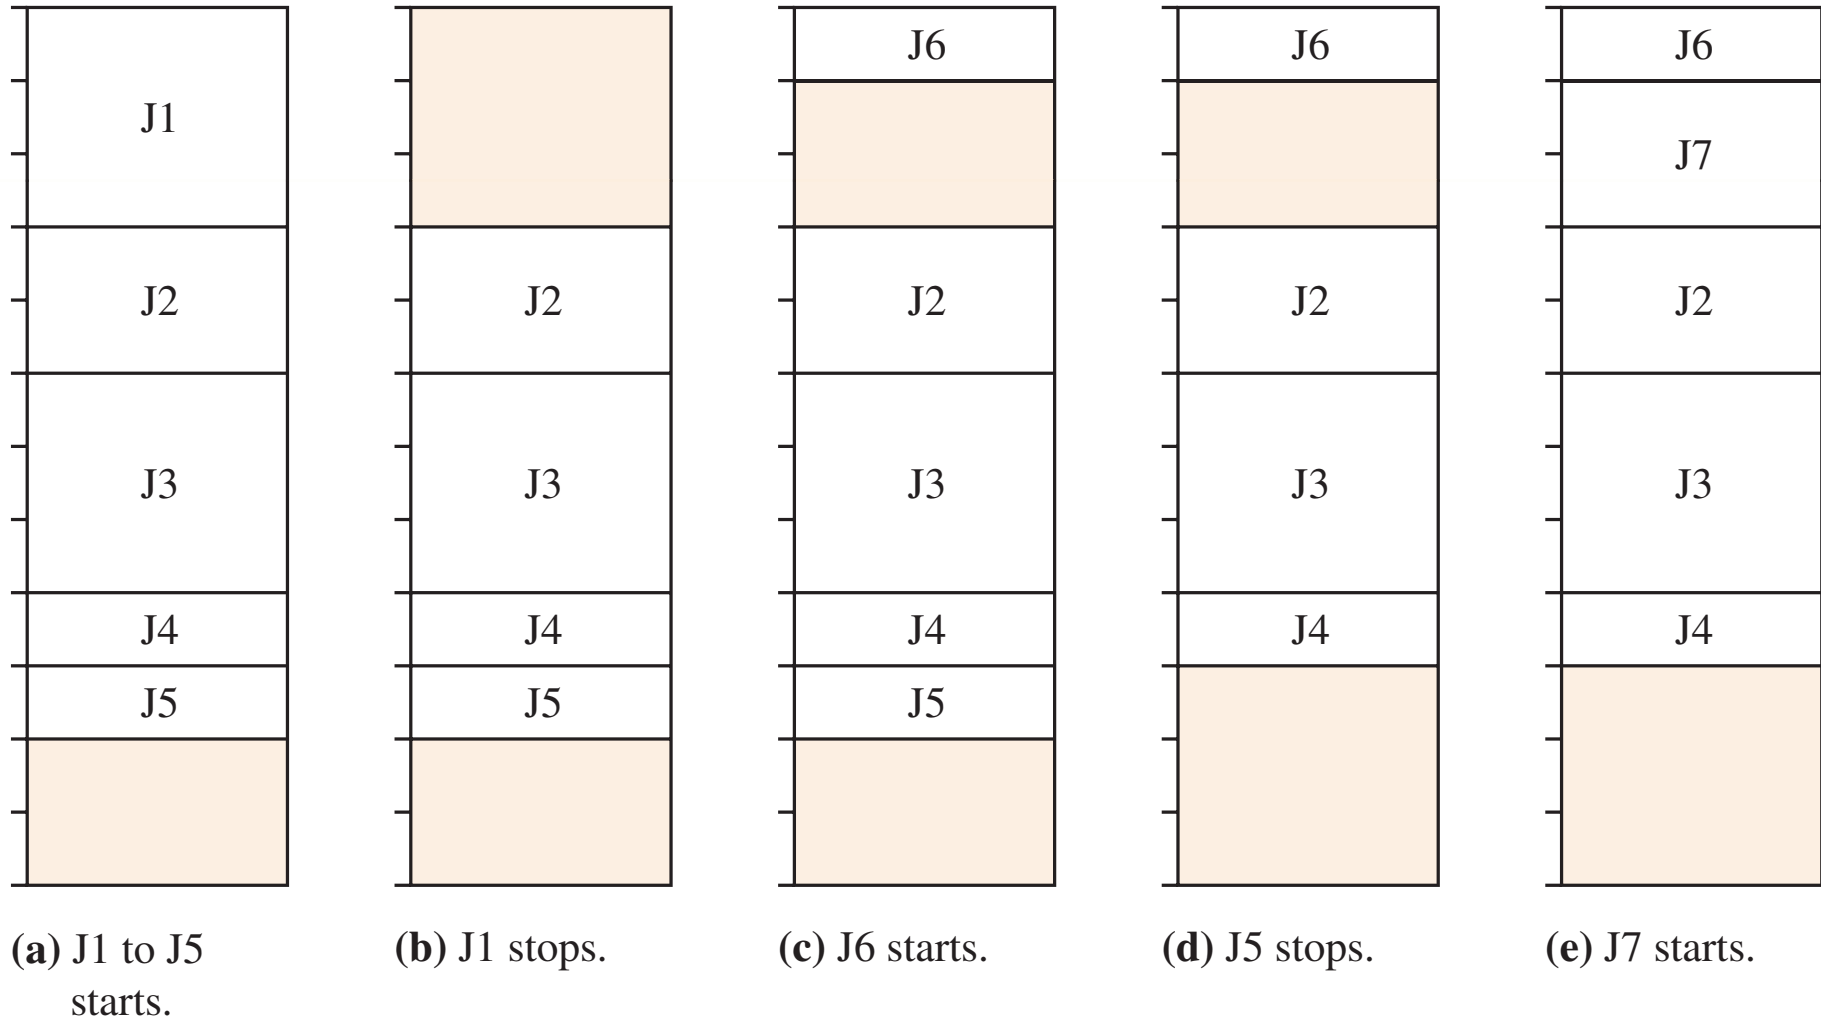 J1
J2
J3
J4
J5
(a) J1 to J5
starts.
J2
J3
J4
J5
(b) J1 stops.
J6
J2
J3
J4
J5
(c) J6 starts.
J6
J2
J3
J4
(d) J5 stops.
J6
J7
J2
J3
J4
(e) J7 starts.